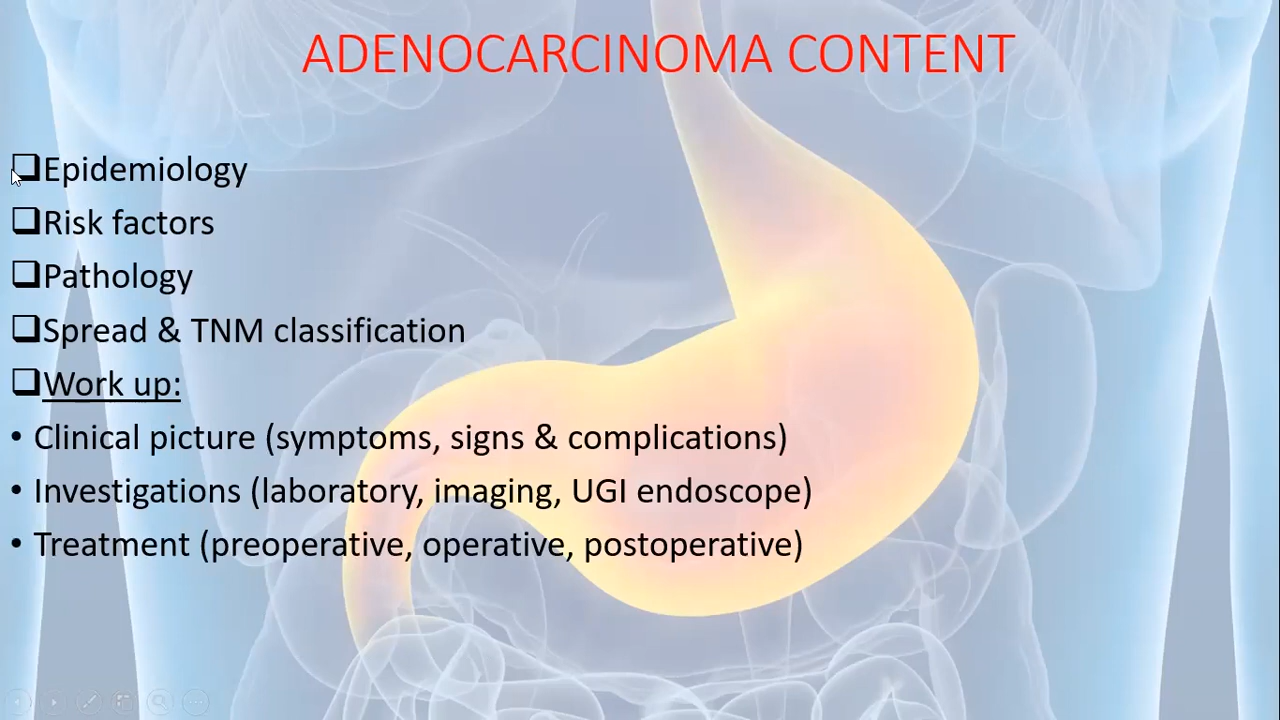 ADENOCARCINOMA CONTENT
❑Epidemiology
❑Risk factors
❑Pathology
❑Spread & TNM classification
❑Work up:
• Clinical picture (symptoms, signs & complications)
• Investigations (laboratory, imaging, UGI endoscope)
• Treatment (preoperative, operative, postoperative)